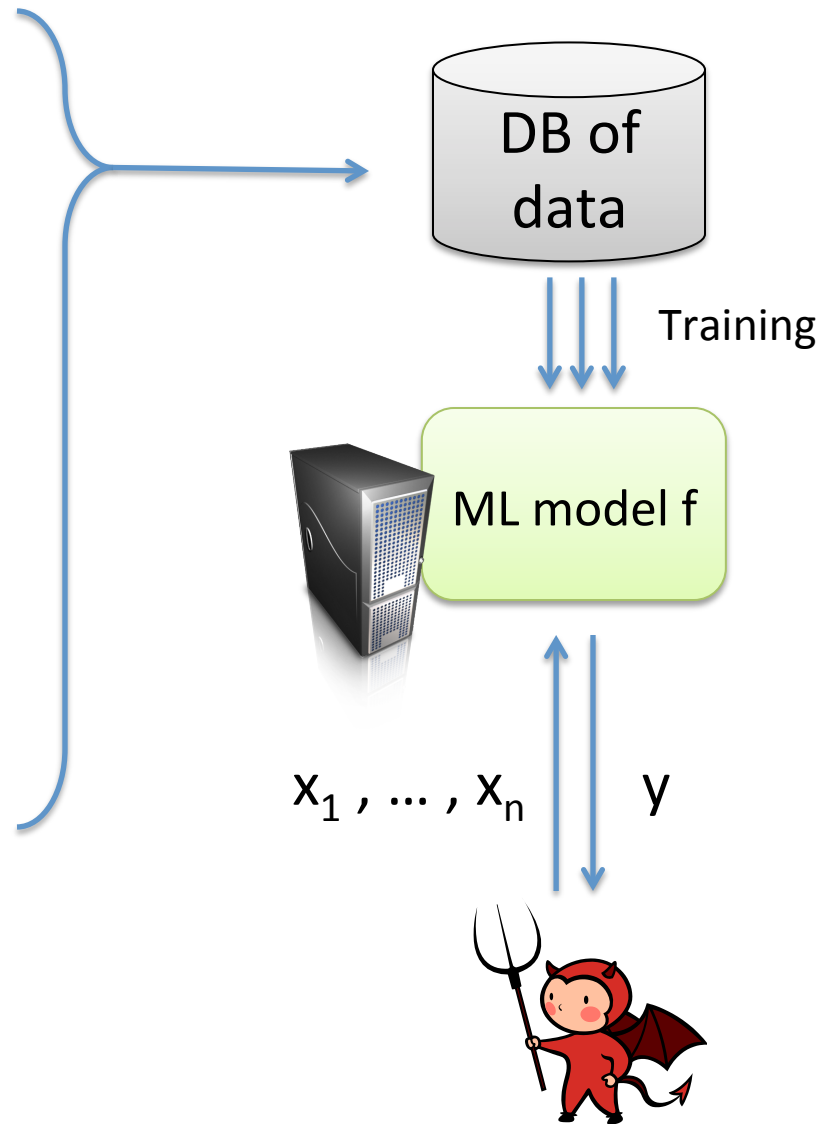 DB of
data
Training
ML model f
x₁ , … , xₙ
y